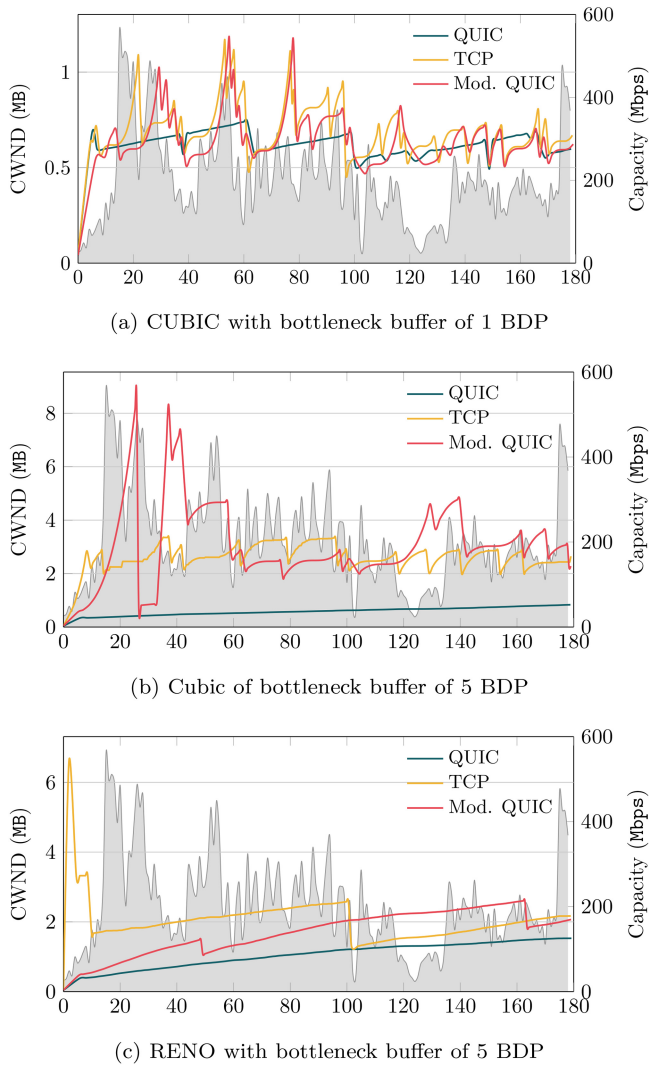 QUIC
TCP
Mod. QUIC
CWND (MB)
Capacity (Mbps)
1
0.5
0
600
400
200
0
0 20 40 60 80 100 120 140 160 180
(a) CUBIC with bottleneck buffer of 1 BDP
QUIC
TCP
Mod. QUIC
CWND (MB)
Capacity (Mbps)
8
6
4
2
0
600
400
200
0
0 20 40 60 80 100 120 140 160 180
(b) Cubic of bottleneck buffer of 5 BDP
QUIC
TCP
Mod. QUIC
CWND (MB)
Capacity (Mbps)
6
4
2
0
600
400
200
0
0 20 40 60 80 100 120 140 160 180
(c) RENO with bottleneck buffer of 5 BDP